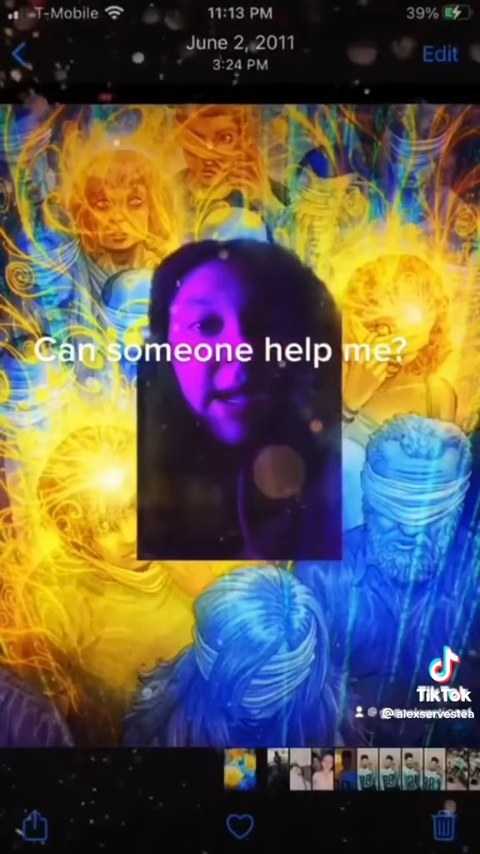 T-Mobile 11:13 PM 39%
June 2, 2011
3:24 PM
Edit
Can someone help me?
TikTok
@alexservestea